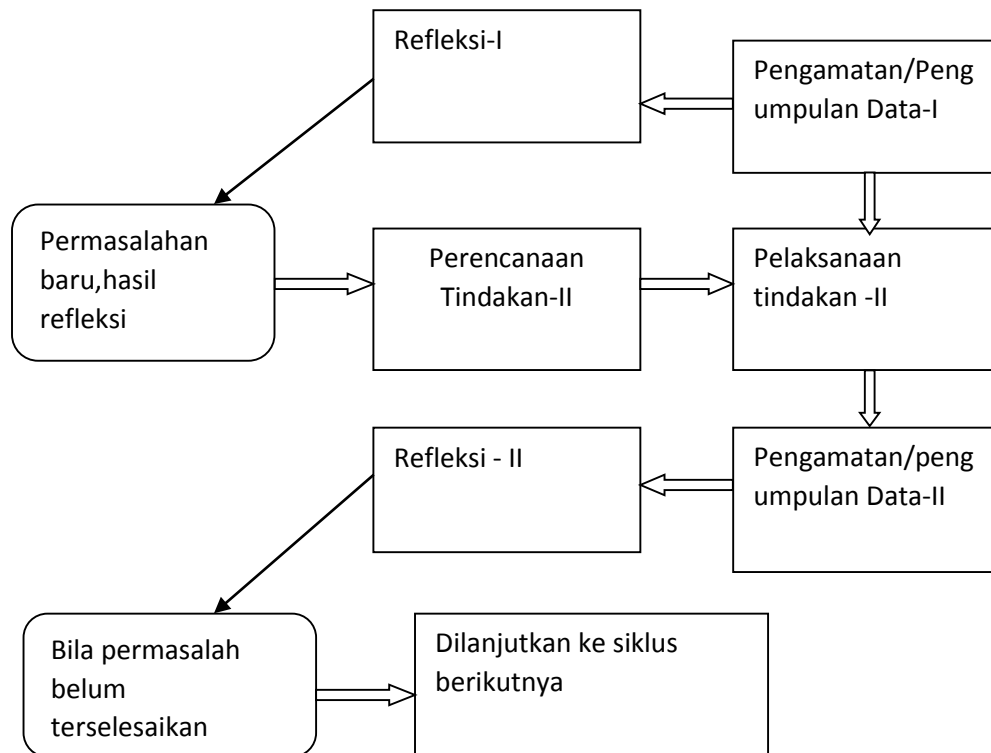 Refleksi-I
Pengamatan/Peng
umpulan Data-I
Permasalahan
baru,hasil
refleksi
Perencanaan
Tindakan-II
Pelaksanaan
tindakan -II
Refleksi - II
Pengamatan/peng
umpulan Data-II
Bila permasalah
belum
terselesaikan
Dilanjutkan ke siklus
berikutnya